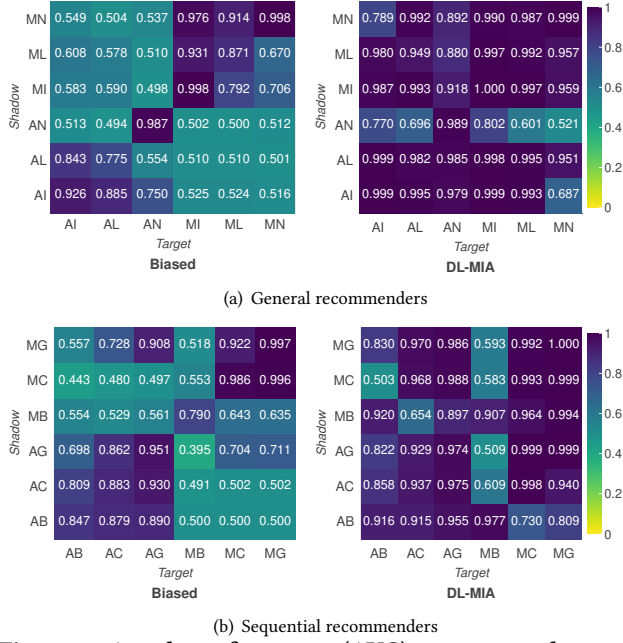 MN 0.549 0.504 0.537 0.976 0.914 0.998
ML 0.608 0.578 0.510 0.931 0.871 0.670
MI 0.583 0.590 0.498 0.998 0.792 0.706
AN 0.513 0.494 0.987 0.502 0.500 0.512
AL 0.843 0.775 0.554 0.510 0.510 0.501
AI 0.926 0.885 0.750 0.525 0.524 0.516
Shadow
AI AL AN MI ML MN
Target
Biased
MN 0.789 0.992 0.892 0.990 0.987 0.999
ML 0.980 0.949 0.880 0.997 0.992 0.957
MI 0.987 0.993 0.918 1.000 0.997 0.959
AN 0.770 0.696 0.989 0.802 0.601 0.521
AL 0.999 0.982 0.985 0.998 0.995 0.951
AI 0.999 0.995 0.979 0.999 0.993 0.687
Shadow
AI AL AN MI ML MN
Target
DL-MIA
1
0.8
0.6
0.4
0.2
0
(a) General recommenders
MG 0.557 0.728 0.908 0.518 0.922 0.997
MC 0.443 0.480 0.497 0.553 0.986 0.996
MB 0.554 0.529 0.561 0.790 0.643 0.635
AG 0.698 0.862 0.951 0.395 0.704 0.711
AC 0.809 0.883 0.930 0.491 0.502 0.502
AB 0.847 0.879 0.890 0.500 0.500 0.500
Shadow
AB AC AG MB MC MG
Target
Biased
MG 0.830 0.970 0.986 0.593 0.992 1.000
MC 0.503 0.968 0.988 0.583 0.993 0.999
MB 0.920 0.654 0.897 0.907 0.964 0.994
AG 0.822 0.929 0.974 0.509 0.999 0.999
AC 0.858 0.937 0.975 0.609 0.998 0.940
AB 0.916 0.915 0.955 0.977 0.730 0.809
Shadow
AB AC AG MB MC MG
Target
DL-MIA
1
0.8
0.6
0.4
0.2
0
(b) Sequential recommenders